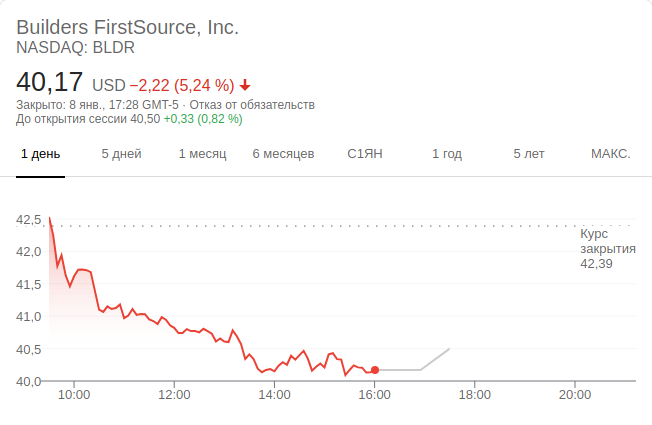 Builders FirstSource, Inc.
NASDAQ: BLDR
40,17 USD −2,22 (5,24 %)
Закрыто: 8 янв., 17:28 GMT-5 · Отказ от обязательств
До открытия сессии 40,50 +0,33 (0,82 %)
1 день 5 дней 1 месяц 6 месяцев С1ЯН 1 год 5 лет МАКС.
42,5
42,0
41,5
41,0
40,5
40,0
Курс
закрытия
42,39
10:00 12:00 14:00 16:00 18:00 20:00